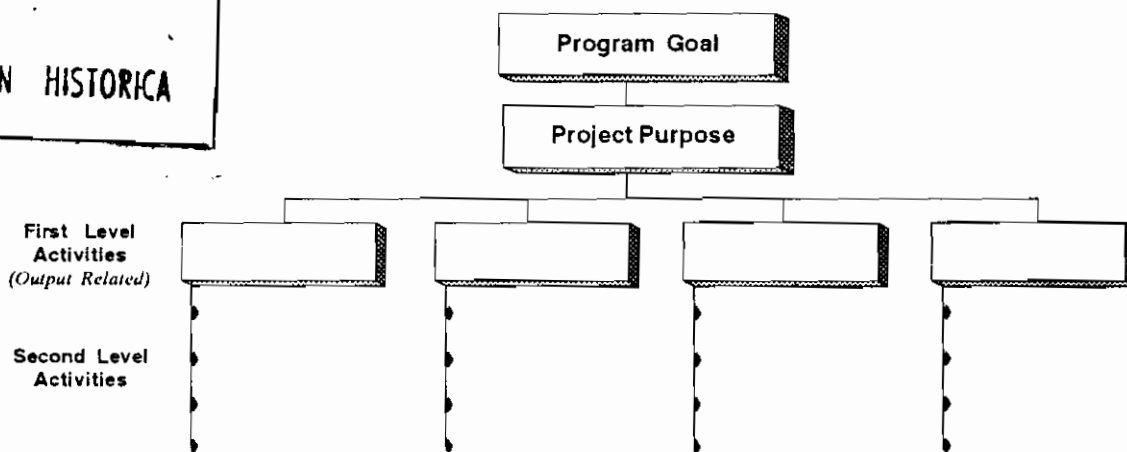 N HISTORICA
Program Goal
Project Purpose
First Level
Activities
(Output Related)
Second Level
Activities